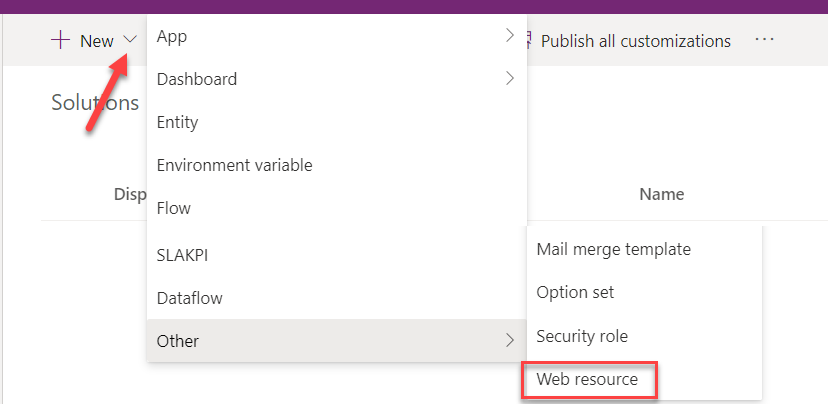 New
App
Publish all customizations
Dashboard
Solutions
Entity
Environment variable
Disp
Name
Flow
SLAKPI
Mail merge template
Dataflow
Option set
Other
Security role
Web resource